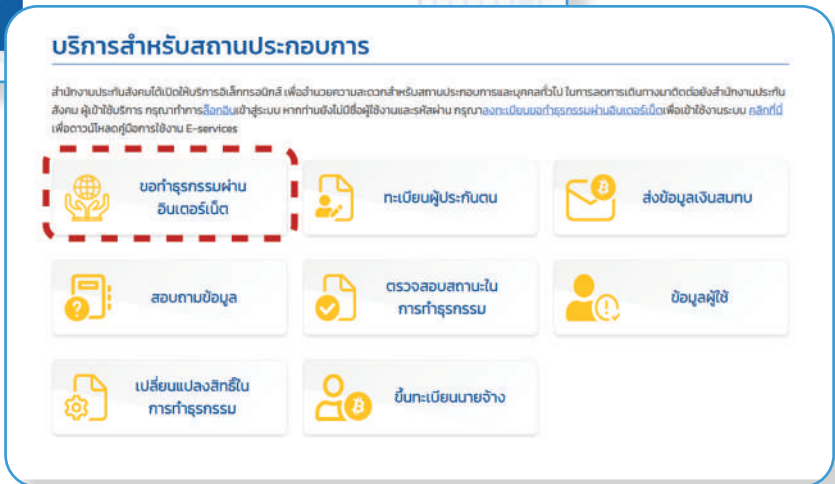 บริการสำหรับสถานประกอบการ
สำนักงานประกันสังคมได้เปิดให้บริการอิเล็กทรอนิกส์ เพื่ออำนวยความสะดวกสำหรับสถานประกอบการและบุคคลทั่วไป ในการลดการเดินทางมาติดต่อยังสำนักงานประกัน
สังคม ผู้เข้าใช้บริการ กรุณาทำการล็อกอินเข้าสู่ระบบ หากท่านยังไม่มีชื่อผู้ใช้งานและรหัสผ่าน กรุณาลงทะเบียนขอทำธุรกรรมผ่านอินเตอร์เน็ตเพื่อเข้าใช้งานระบบ คลิกที่นี่
เพื่อดาวน์โหลดคู่มือการใช้งาน E-services
ขอทำธุรกรรมผ่าน
อินเตอร์เน็ต
ทะเบียนผู้ประกันตน
ส่งข้อมูลเงินสมทบ
สอบถามข้อมูล
ตรวจสอบสถานะใน
การทำธุรกรรม
ข้อมูลผู้ใช้
เปลี่ยนแปลงสิทธิ์ใน
การทำธุรกรรม
ขึ้นทะเบียนนายจ้าง